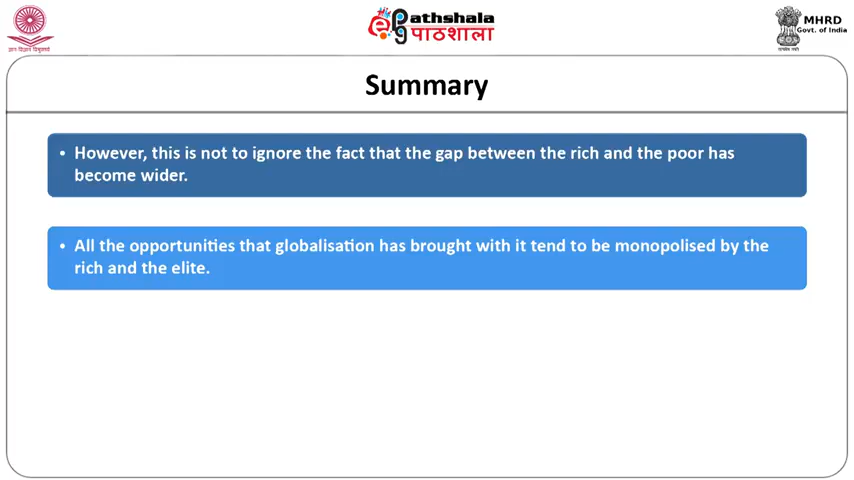 Pathshala
पाठशाला
MHRD
Govt. of India
Summary
• However, this is not to ignore the fact that the gap between the rich and the poor has
become wider.
• All the opportunities that globalisation has brought with it tend to be monopolised by the
rich and the elite.